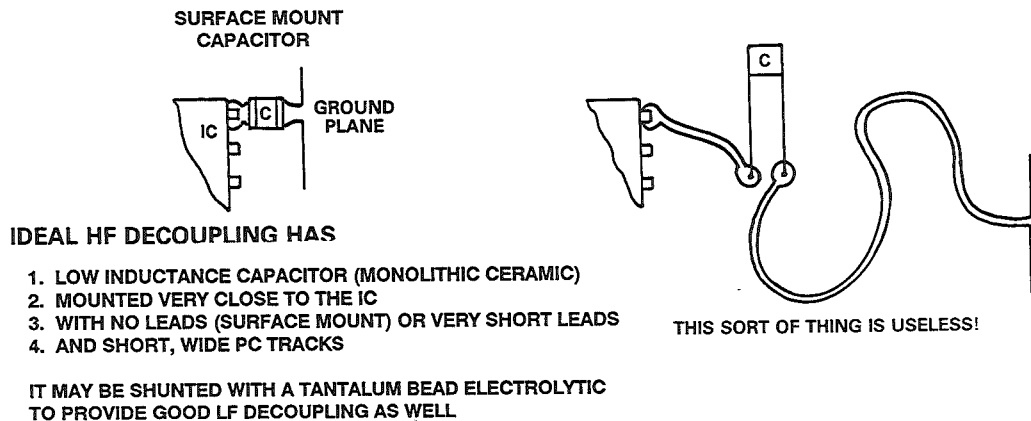 SURFACE MOUNT
CAPACITOR
IC
C
GROUND
PLANE
C
IDEAL HF DECOUPLING HAS
1. LOW INDUCTANCE CAPACITOR (MONOLITHIC CERAMIC)
2. MOUNTED VERY CLOSE TO THE IC
3. WITH NO LEADS (SURFACE MOUNT) OR VERY SHORT LEADS
4. AND SHORT, WIDE PC TRACKS
THIS SORT OF THING IS USELESS!
IT MAY BE SHUNTED WITH A TANTALUM BEAD ELECTROLYTIC
TO PROVIDE GOOD LF DECOUPLING AS WELL